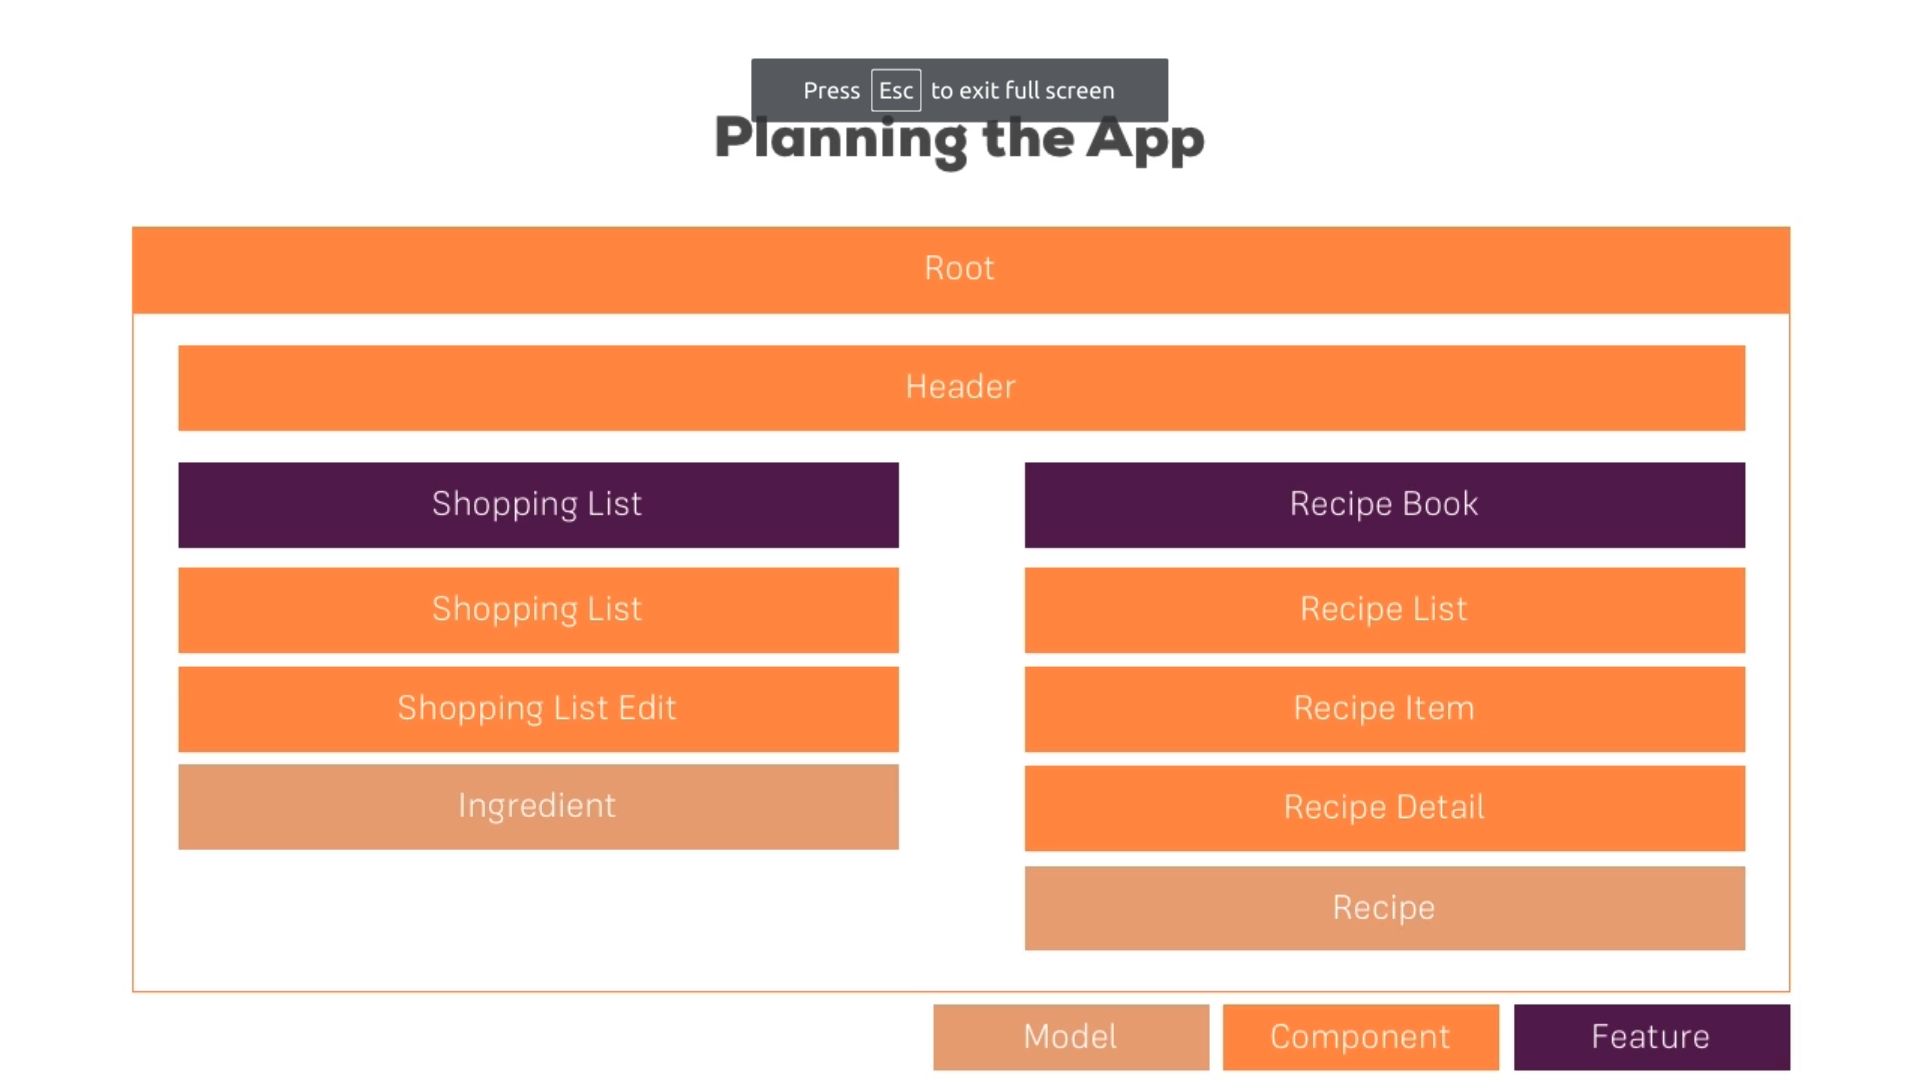 Press Esc to exit full screen
Planning the App
Root
Header
Shopping List
Shopping List
Shopping List Edit
Ingredient
Recipe Book
Recipe List
Recipe Item
Recipe Detail
Recipe
Model
Component
Feature